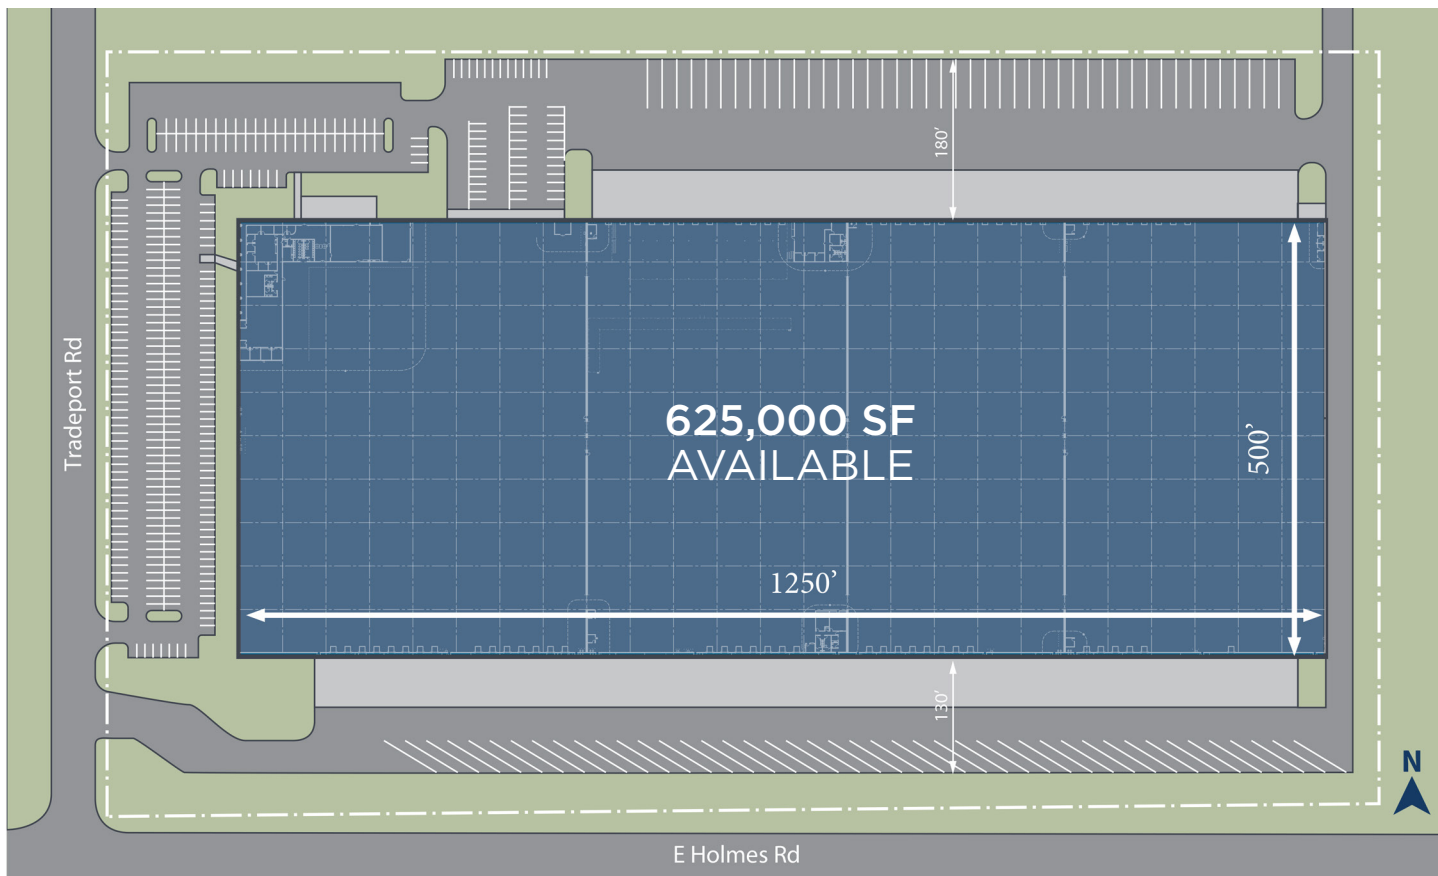 180’
Tradeport Rd
625,000 SF
AVAILABLE
500’
1250’
130’
N
E Holmes Rd